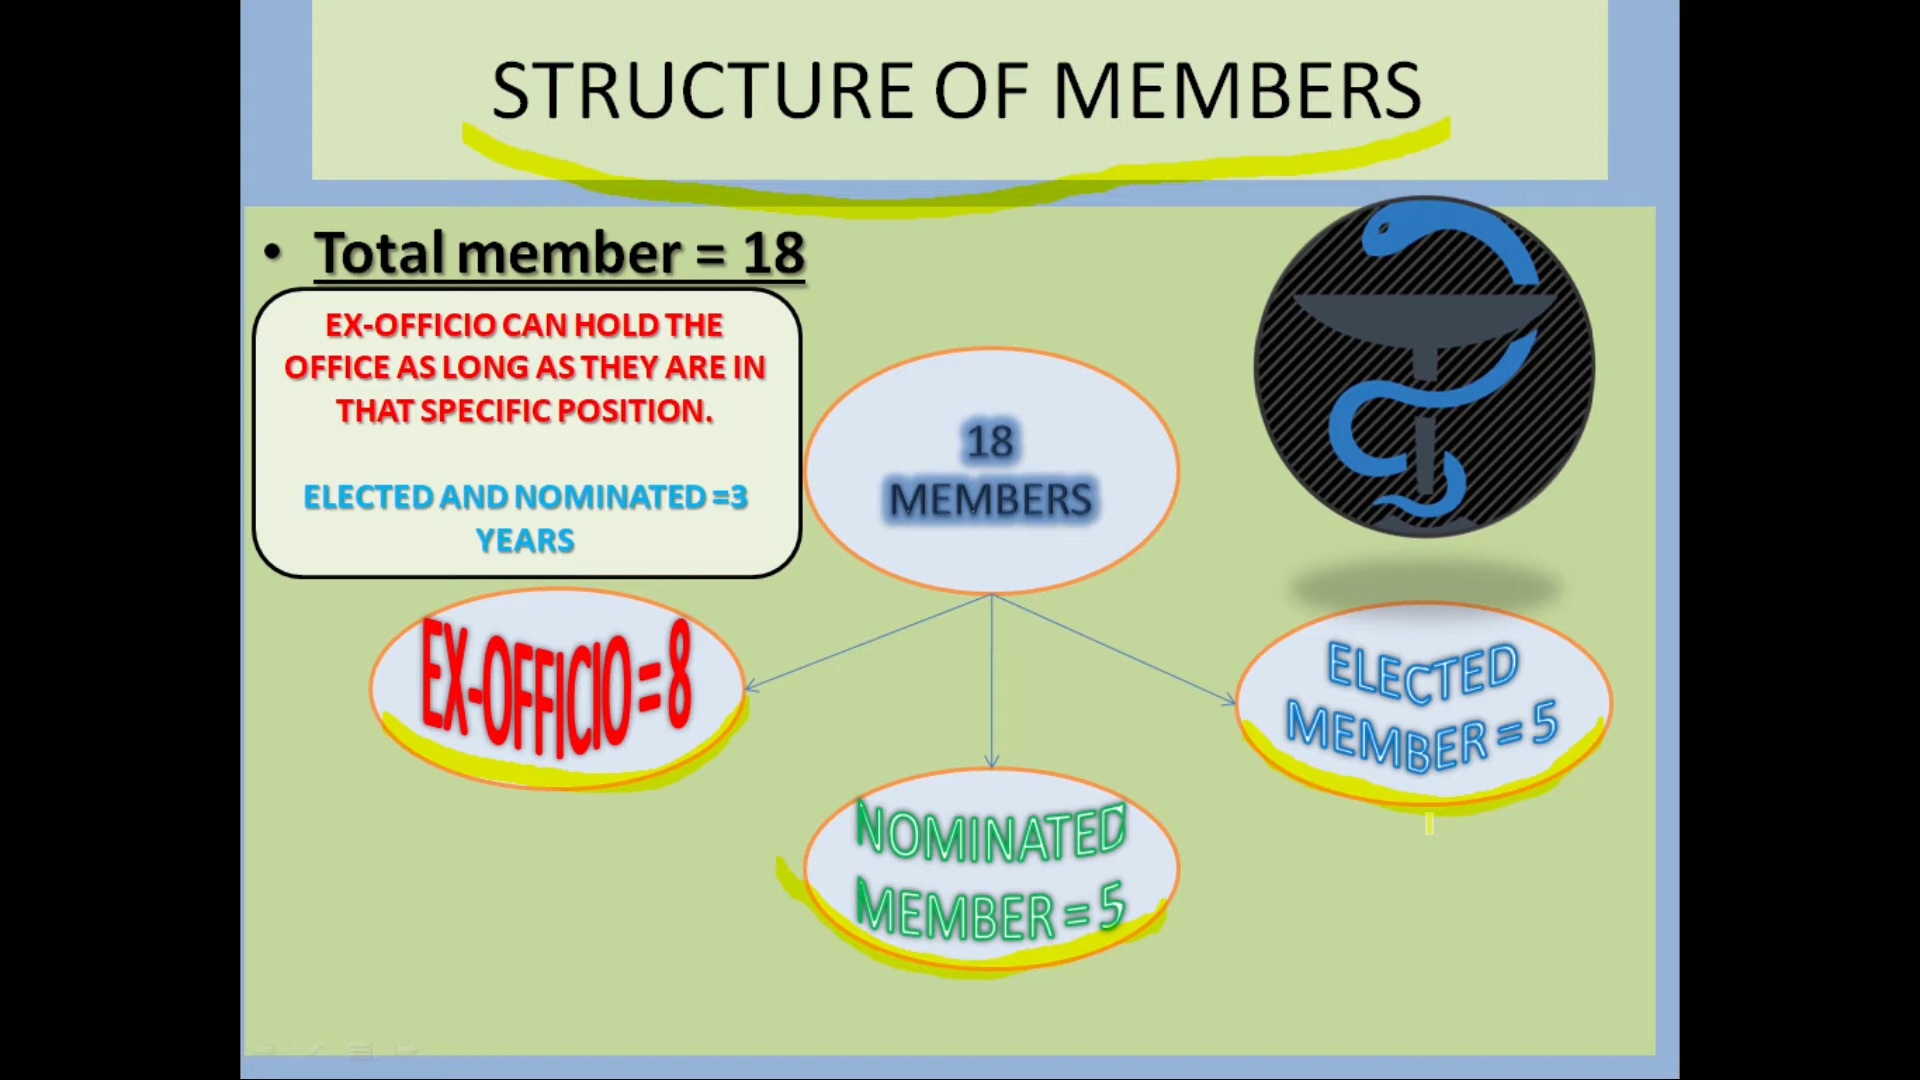 STRUCTURE OF MEMBERS
• Total member = 18
EX-OFFICIO CAN HOLD THE
OFFICE AS LONG AS THEY ARE IN
THAT SPECIFIC POSITION.
ELECTED AND NOMINATED =3
YEARS
18
MEMBERS
EX-OFFICIO = 8
ELECTED
MEMBER = 5
NOMINATED
MEMBER = 5